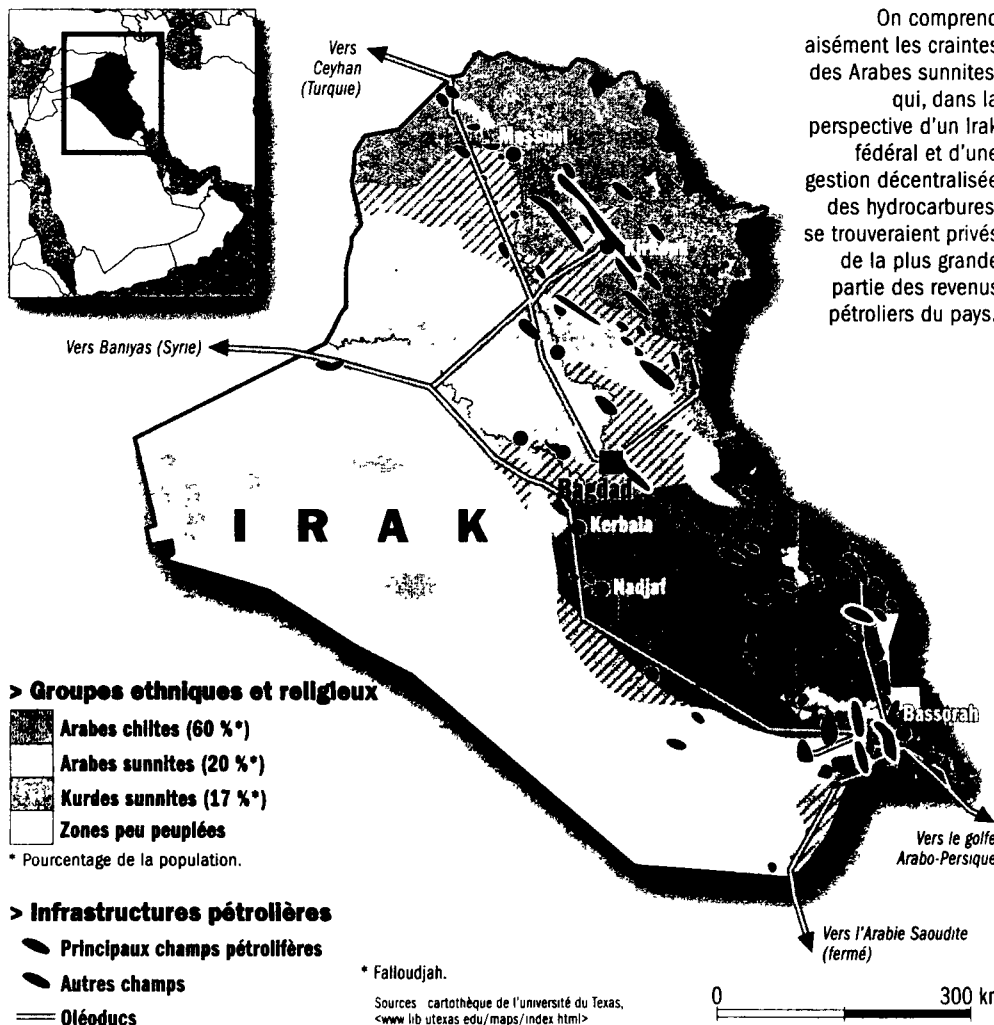 On comprend
aisément les craintes
des Arabes sunnites
qui, dans la
perspective d'un Irak
fédéral et d'une
gestion décentralisée
des hydrocarbures
se trouveraient privés
de la plus grande
partie des revenus
pétroliers du pays.
Vers
Ceyhan
(Turquie)
Mossoul
Kirkouk
Vers Baniyas (Syrie)
Bagdad
IRAK
Kerbala
Nadjaf
Bassorah
Vers le golfe
Arabo-Persique
Vers l'Arabie Saoudite
(fermé)
> Groupes ethniques et religieux
Arabes chiites (60 %*)
Arabes sunnites (20 %*)
Kurdes sunnites (17 %*)
Zones peu peuplées
* Pourcentage de la population.
> Infrastructures pétrolières
Principaux champs pétrolifères
Autres champs
Oléoducs
* Falloudjah.
Sources cartothèque de l'université du Texas,
<www lib utexas edu/maps/index html>
0 300 km